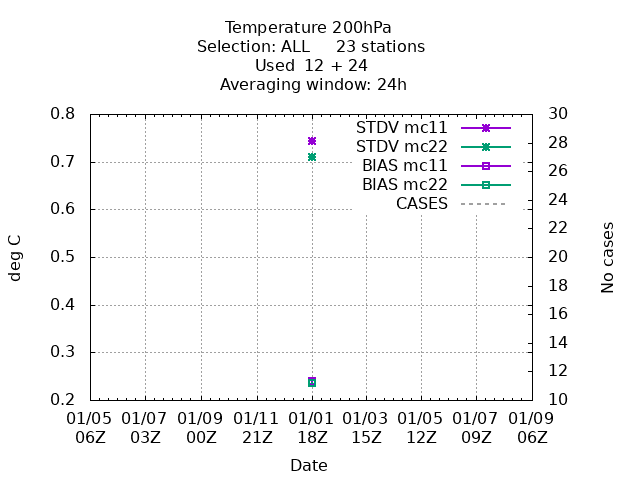 Temperature 200hPa
Selection: ALL     23 stations
Used  12 + 24
Averaging window: 24h
0.8
0.7
0.6
0.5
0.4
0.3
0.2
deg C
30
28
26
24
22
20
18
16
14
12
10
No cases
STDV mc11
STDV mc22
BIAS mc11
BIAS mc22
CASES
01/05 01/07 01/09 01/11 01/01 01/03 01/05 01/07 01/09
06Z 03Z 00Z 21Z 18Z 15Z 12Z 09Z 06Z
Date